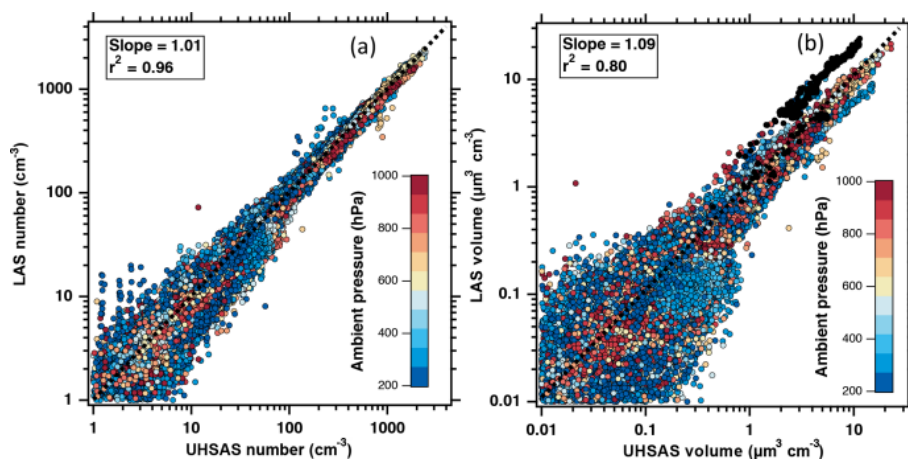 Slope = 1.01
r² = 0.96
(a)
LAS number (cm⁻³)
1000
100
10
1
1
10
100
1000
UHSAS number (cm⁻³)
Ambient pressure (hPa)
1000
800
600
400
200
Slope = 1.09
r² = 0.80
(b)
LAS volume (µm³ cm⁻³)
10
1
0.1
0.01
0.01
0.1
1
10
UHSAS volume (µm³ cm⁻³)
Ambient pressure (hPa)
1000
800
600
400
200